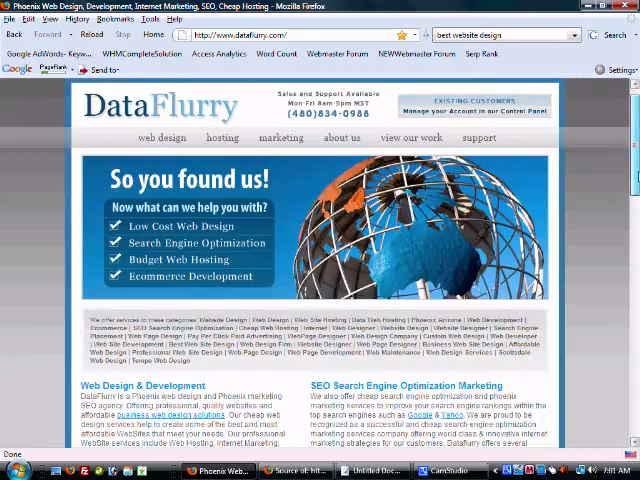 Phoenix Web Design, Development, Internet Marketing, SEO, Cheap Hosting - Mozilla Firefox
File Edit View History Bookmarks Tools Help
Back Forward Reload Stop Home http://www.dataflurry.com/ best website design Search
Google AdWords- Keyw... WHMCompleteSolution Access Analytics Word Count Webmaster Forum NEWWebmaster Forum Serp Rank
Google PageRank Send to Settings
DataFlurry
Sales and Support Available
Mon-Fri 8am-5pm MST
(480)834-0988
EXISTING CUSTOMERS
Manage your Account in our Control Panel
web design hosting marketing about us view our work support
So you found us!
Now what can we help you with?
Low Cost Web Design
Search Engine Optimization
Budget Web Hosting
Ecommerce Development
We offer services to these categories: Website Design | Web Design | Web Site Hosting | Data Web Hosting | Phoenix Arizona | Web Development |
Ecommerce | SEO Search Engine Optimization | Cheap Web Hosting | Internet | Web Designer | Website Design | Website Designer | Search Engine
Placement | Web Page Design | Pay Per Click Paid Advertising | WebPage Designer | Web Design Company | Custom Web Design | Web Developer
| Web Site Development | Best Web Site Design | Web Design Firm | Website Designer | Web Page Designer | Business Web Site Design | Affordable
Web Design | Professional Web Site Design | Web Page Design | Web Page Development | Web Maintenance | Web Design Services | Scottsdale
Web Design | Tempe Web Design
Web Design & Development
DataFlurry is a Phoenix web design and Phoenix marketing
SEO agency. Offering professional, quality websites and
affordable business web design solutions. Our cheap web
design services help to create some of the best and most
affordable WebSites that meet your needs. Our professional
WebSite services include Web Hosting, Internet Marketing,
SEO Search Engine Optimization Marketing
We also offer cheap search engine optimization and phoenix
marketing services to improve your search engine rankings within the
top search engines such as Google & Yahoo. We are proud to be
recognized as a successful and cheap search engine optimization
marketing services company offering world class & innovative internet
marketing strategies for our customers. Dataflurry offers several
Done
Phoenix Web... Source of: htt... Untitled Doc... CamStudio 7:01 AM